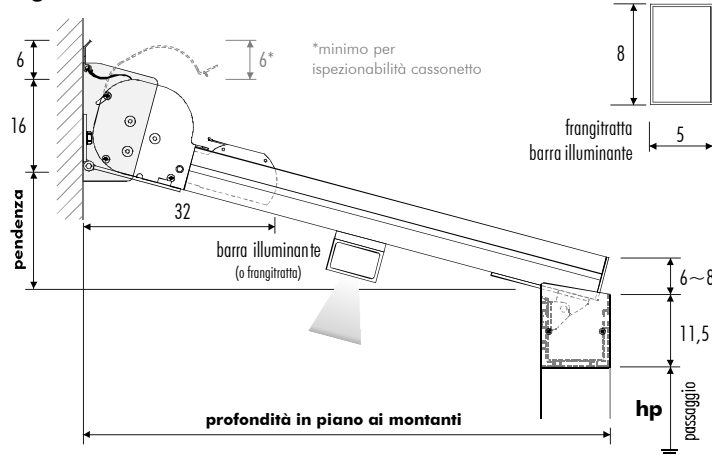 6
6*
*minimo per
ispezionabilità cassonetto
8
16
frangitratta
barra illuminante
5
pendenza
32
barra illuminante
(o frangitratta)
6~8
11,5
profondità in piano ai montanti
hp
passaggio